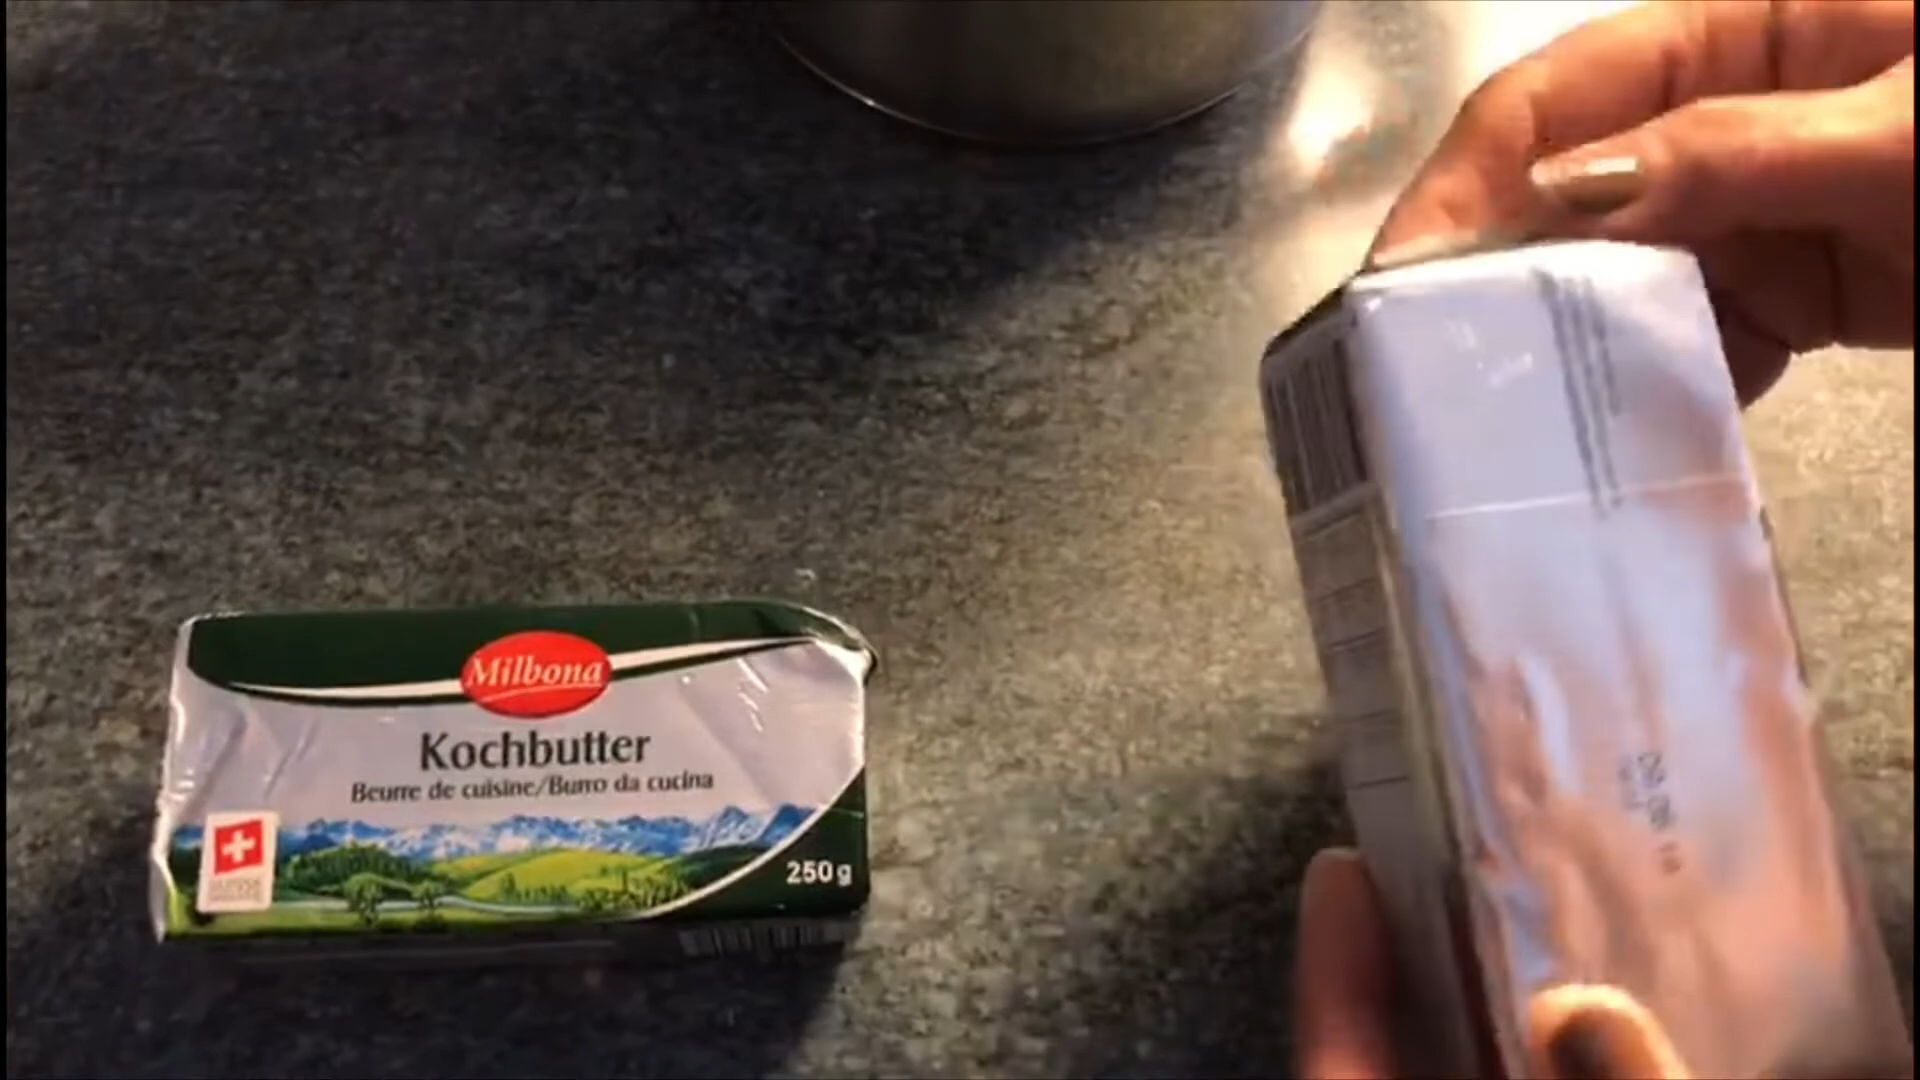 Milbona
Kochbutter
Beurre de cuisine/Burro da cucina
250 g